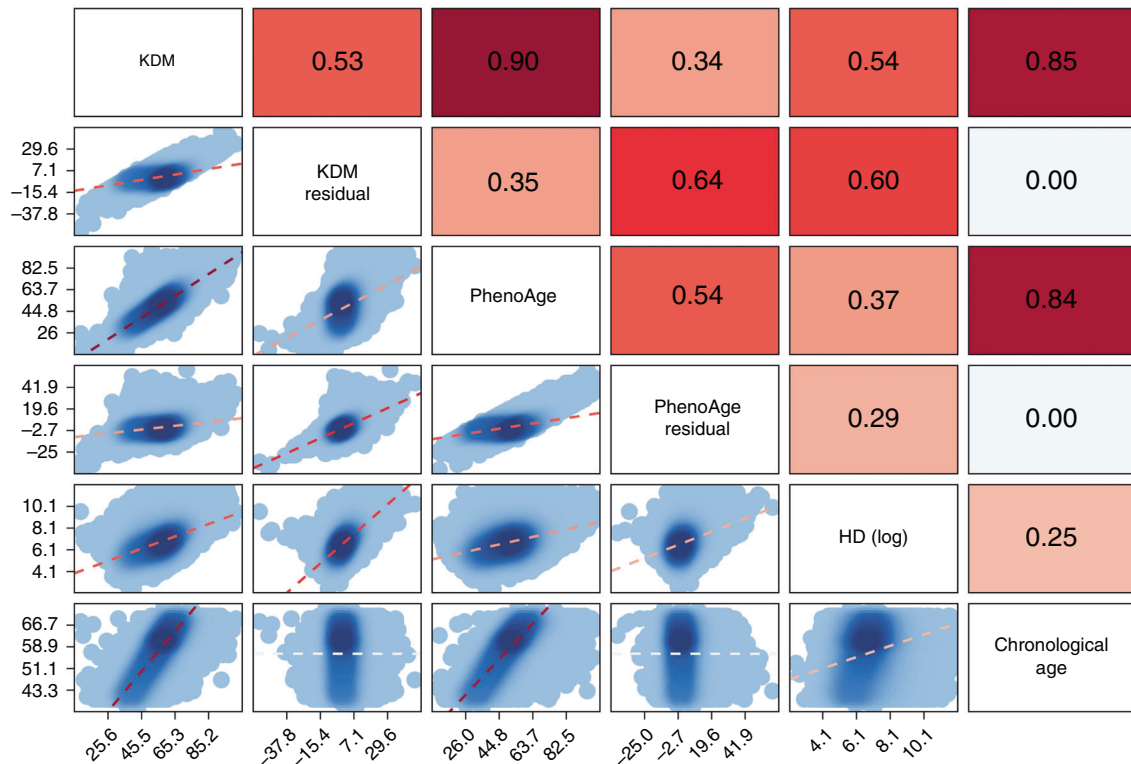 KDM 0.53 0.90 0.34 0.54 0.85
29.6
7.1
−15.4
−37.8
KDM
residual
0.35 0.64 0.60 0.00
82.5
63.7
44.8
26
PhenoAge
0.54 0.37 0.84
41.9
19.6
−2.7
−25
PhenoAge
residual
0.29 0.00
10.1
8.1
6.1
4.1
HD (log)
0.25
66.7
58.9
51.1
43.3
Chronological
age
25.6 45.5 65.3 85.2 −37.8 −15.4 7.1 29.6 26.0 44.8 63.7 82.5 −25.0 −2.7 19.6 41.9 4.1 6.1 8.1 10.1